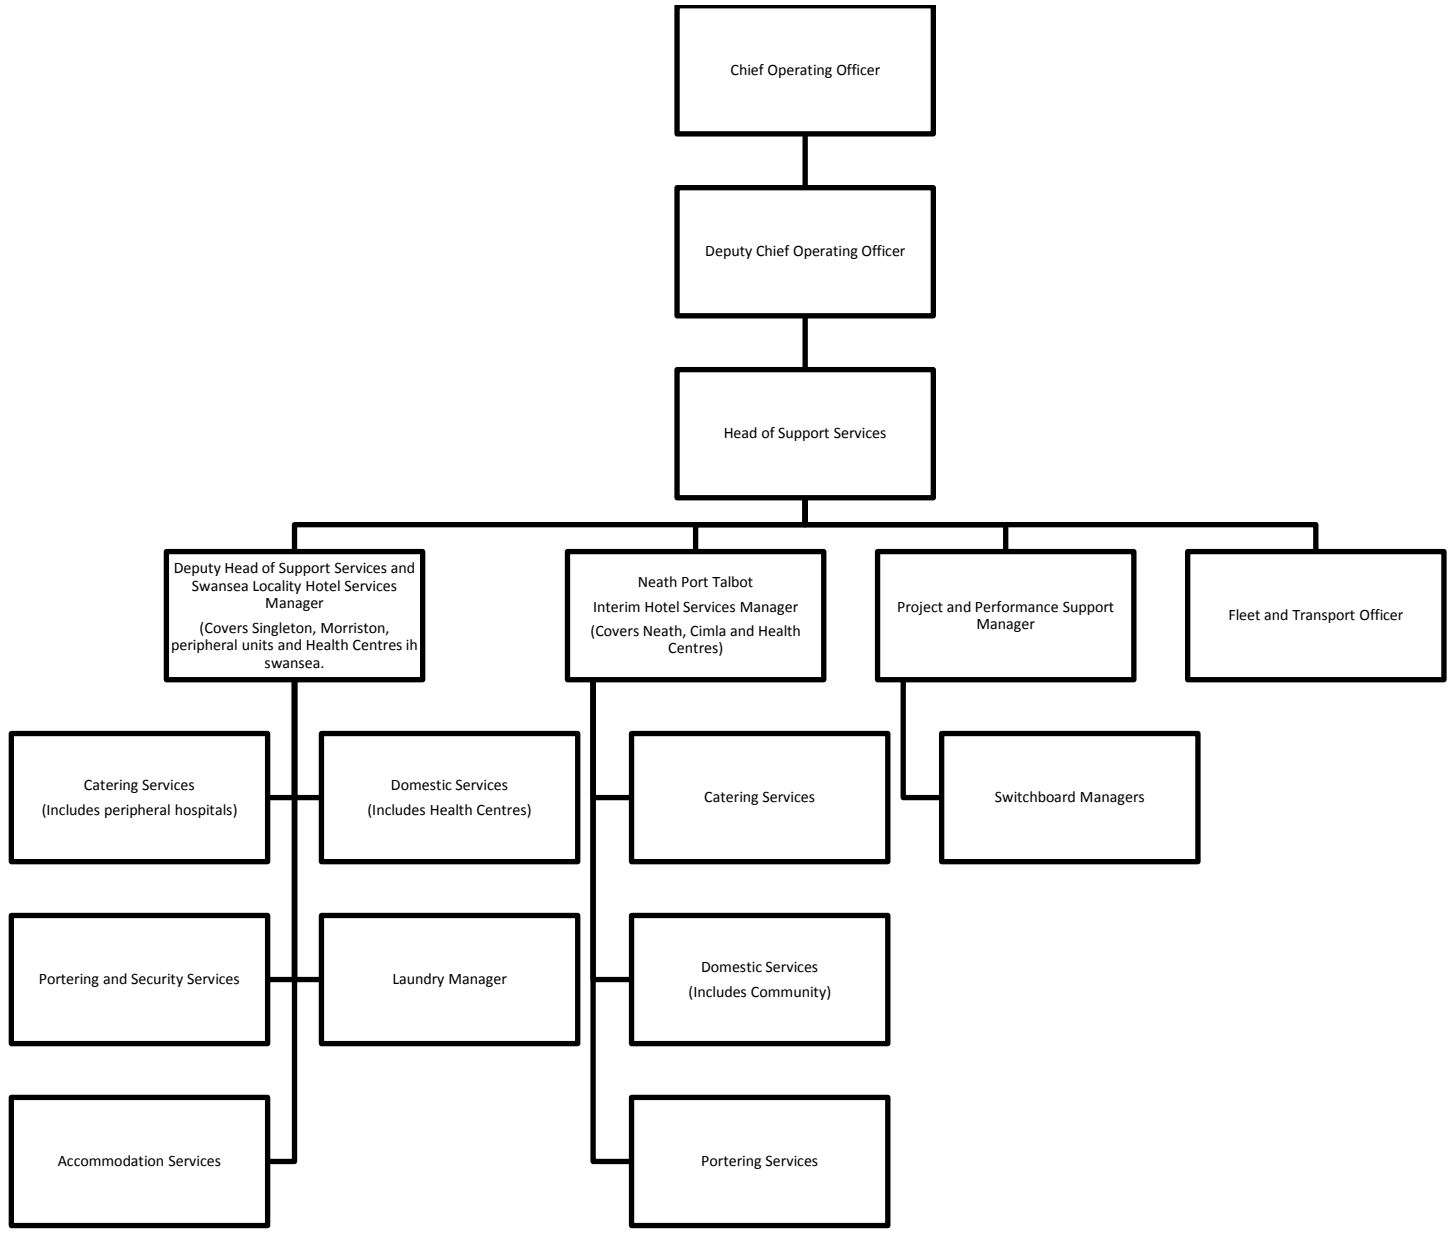 Chief Operating Officer
Deputy Chief Operating Officer
Head of Support Services
Deputy Head of Support Services and
Swansea Locality Hotel Services
Manager
(Covers Singleton, Morriston,
peripheral units and Health Centres ih
swansea.
Neath Port Talbot
Interim Hotel Services Manager
(Covers Neath, Cimla and Health
Centres)
Project and Performance Support
Manager
Fleet and Transport Officer
Catering Services
(Includes peripheral hospitals)
Domestic Services
(Includes Health Centres)
Catering Services
Switchboard Managers
Portering and Security Services
Laundry Manager
Domestic Services
(Includes Community)
Accommodation Services
Portering Services